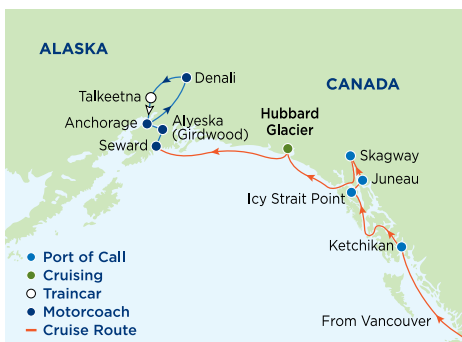 ALASKA
Denali
CANADA
Talkeetna
Anchorage
Alyeska
(Girdwood)
Hubbard
Glacier
Seward
Skagway
Juneau
Icy Strait Point
Ketchikan
Port of Call
Cruising
Traincar
Motorcoach
Cruise Route
From Vancouver